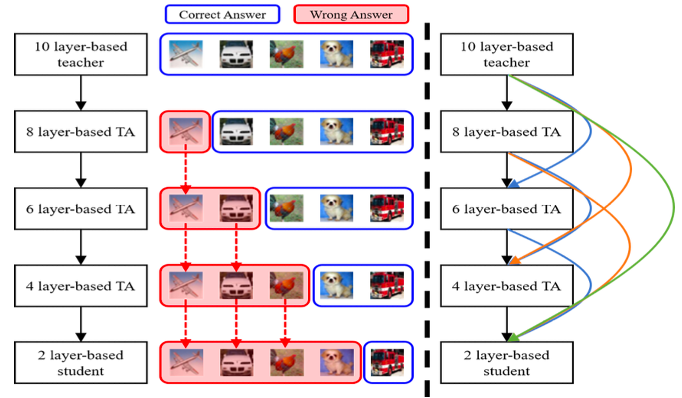 Correct Answer
Wrong Answer
10 layer-based
teacher
8 layer-based TA
6 layer-based TA
4 layer-based TA
2 layer-based
student
10 layer-based
teacher
8 layer-based TA
6 layer-based TA
4 layer-based TA
2 layer-based
student